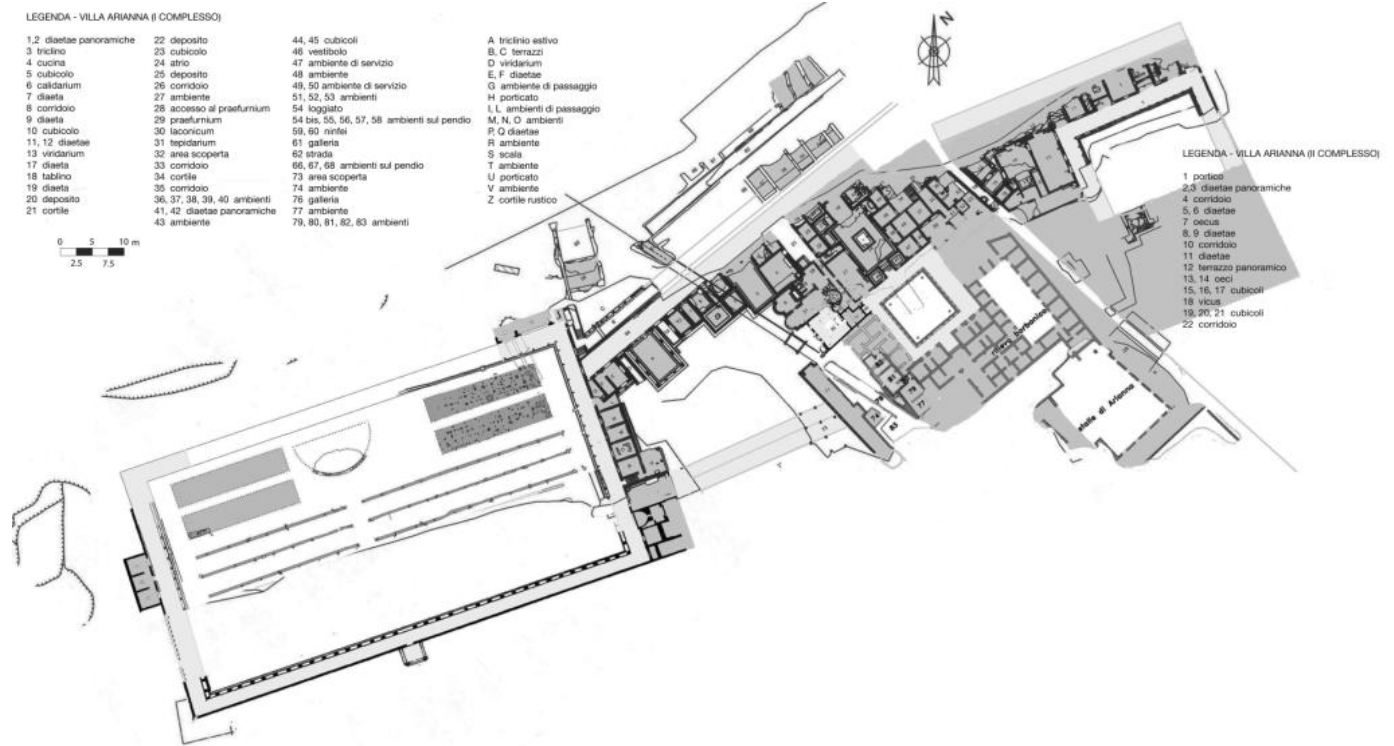 LEGENDA - VILLA ARIANNA (I COMPLESSO)
1,2 diaetae panoramiche
3 triclino
4 cucina
5 cubicolo
6 calidarium
7 diaeta
8 corridoio
9 diaeta
10 cubicolo
11, 12 diaetae
13 viridarium
17 diaeta
18 tablino
19 diaeta
20 deposito
21 cortile
22 deposito
23 cubicolo
24 atrio
25 deposito
26 corridoio
27 ambiente
28 accesso al praefurnium
29 praefurnium
30 laconicum
31 tepidarium
32 area scoperta
33 corridoio
34 cortile
35 corridoio
36, 37, 38, 39, 40 ambienti
41, 42 diaetae panoramiche
43 ambiente
44, 45 cubicoli
46 vestibolo
47 ambiente di servizio
48 ambiente
49, 50 ambiente di servizio
51, 52, 53 ambienti
54 loggiato
54 bis, 55, 56, 57, 58 ambienti sul pendio
59, 60 ninfei
61 galleria
62 strada
66, 67, 68 ambienti sul pendio
73 area scoperta
74 ambiente
76 galleria
77 ambiente
79, 80, 81, 82, 83 ambienti
A triclinio estivo
B, C terrazzi
D viridarium
E, F diaetae
G ambiente di passaggio
H porticato
I, L ambienti di passaggio
M, N, O ambienti
P, Q diaetae
R ambiente
S scala
T ambiente
U porticato
V ambiente
Z cortile rustico
0 5 10 m
2.5 7.5
N
LEGENDA - VILLA ARIANNA (II COMPLESSO)
1 portico
2,3 diaetae panoramiche
4 corridoio
5, 6 diaetae
7 oecus
8, 9 diaetae
10 corridoio
11 diaetae
12 terrazzo panoramico
13, 14 oeci
15, 16, 17 cubicoli
18 vicus
19, 20, 21 cubicoli
22 corridoio
rilievo borbonico
stalle di Arianna
74
77
79